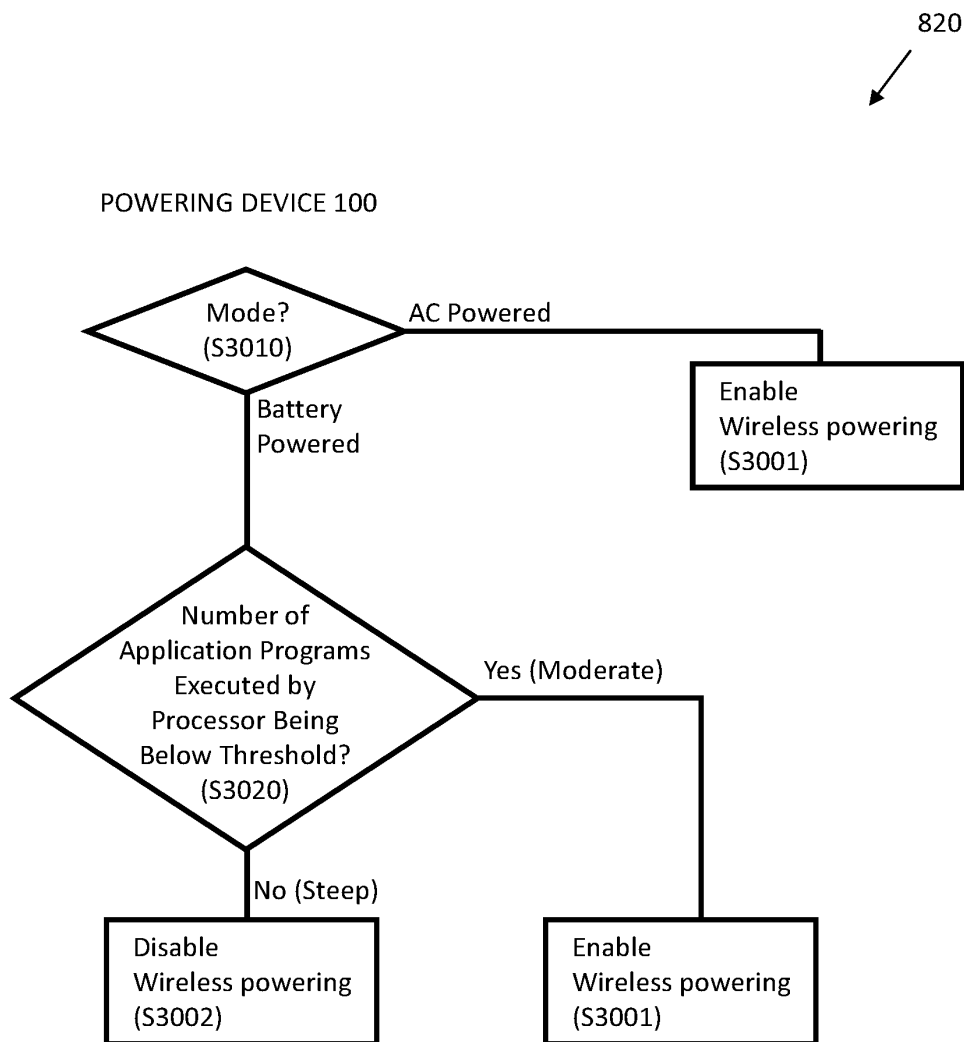 820
POWERING DEVICE 100
Mode?
(S3010)
AC Powered
Enable
Wireless powering
(S3001)
Battery
Powered
Number of
Application Programs
Executed by
Processor Being
Below Threshold?
(S3020)
Yes (Moderate)
No (Steep)
Disable
Wireless powering
(S3002)
Enable
Wireless powering
(S3001)